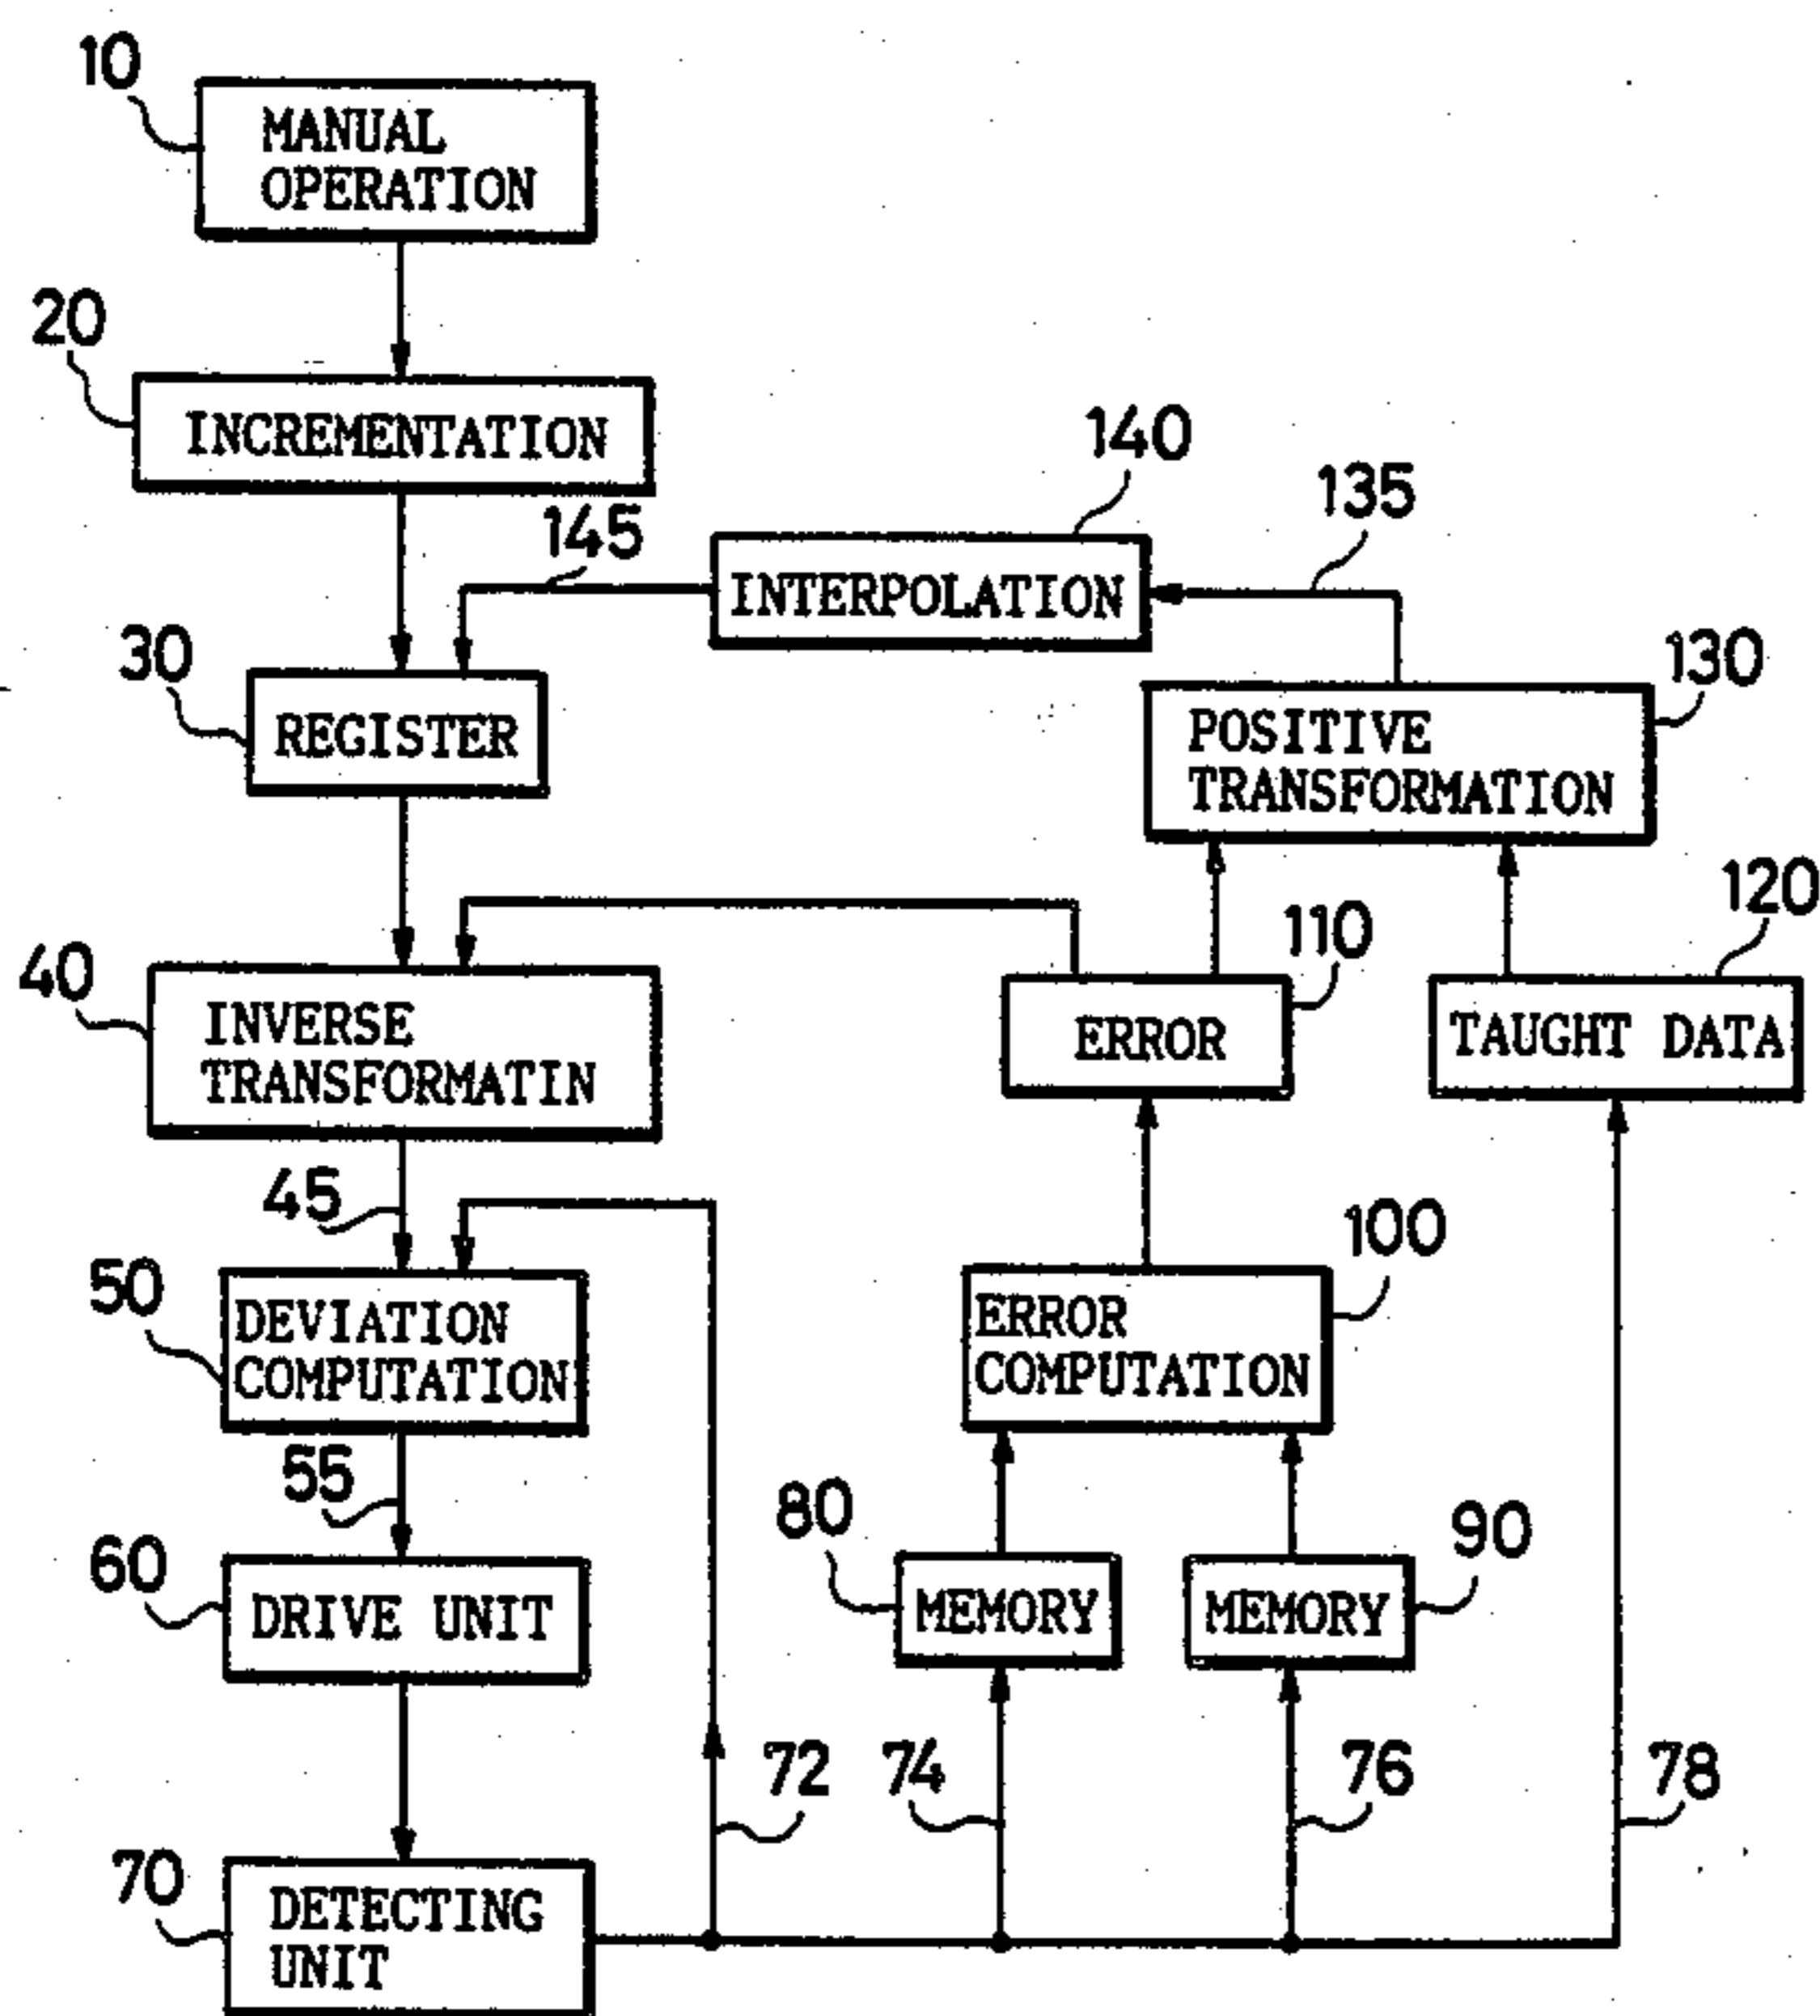 10
MANUAL
OPERATION
20
INCREMENTATION
140
135
145
INTERPOLATION
30
REGISTER
130
POSITIVE
TRANSFORMATION
120
110
40
INVERSE
TRANSFORMATIN
ERROR
TAUGHT DATA
45
100
50
DEVIATION
COMPUTATION
ERROR
COMPUTATION
55
80
90
60
DRIVE UNIT
MEMORY
MEMORY
72
74
76
78
70
DETECTING
UNIT